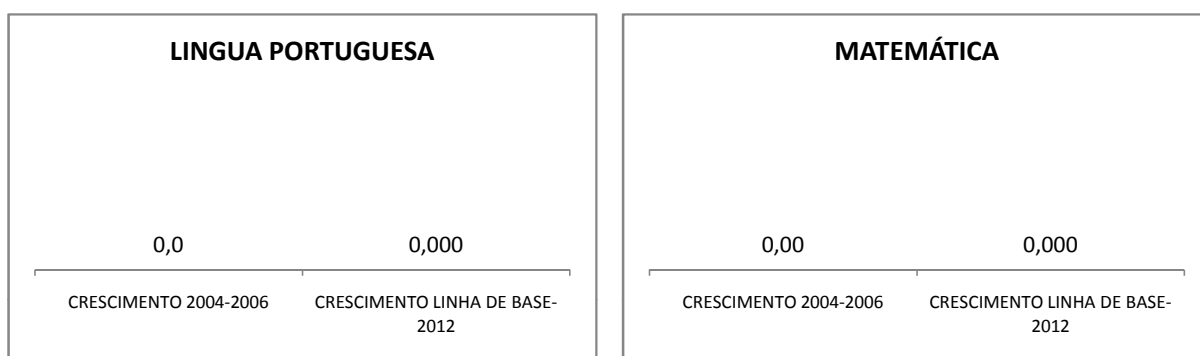 LINGUA PORTUGUESA
0,0 0,000
CRESCIMENTO 2004-2006 CRESCIMENTO LINHA DE BASE-
2012
MATEMÁTICA
0,00 0,000
CRESCIMENTO 2004-2006 CRESCIMENTO LINHA DE BASE-
2012